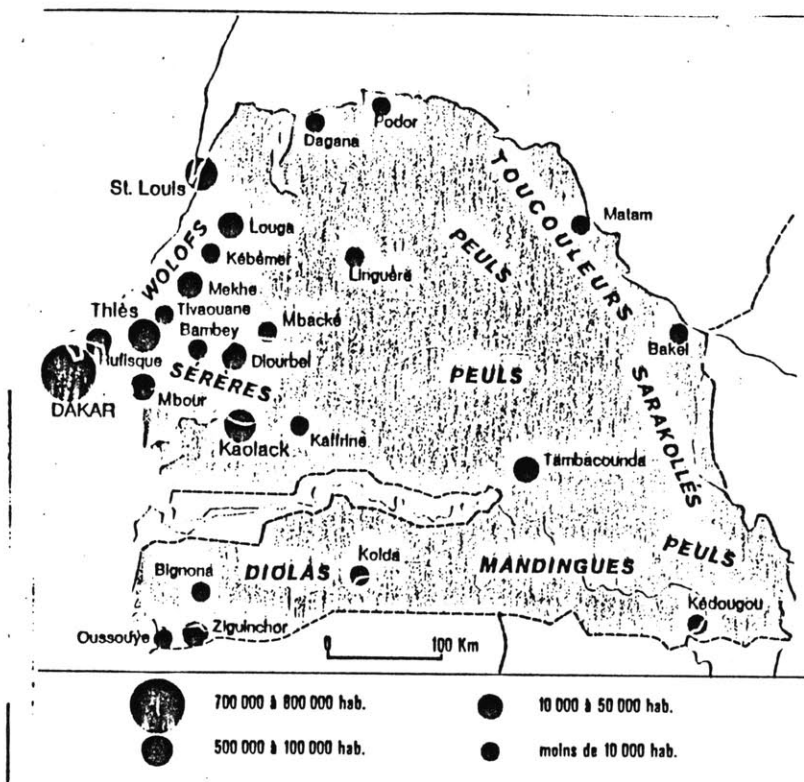 Podor
Dagana
TOUCOULEURS
St. Louis
Matam
Louga
WOLOFS
PEULS
Kébémer
Linguère
Mekhe
Thiès
Tivaouane
Mbacké
Bambey
Bakel
Rufisque
Diourbel
SÉRÈRES
PEULS
DAKAR
Mbour
SARAKOLLÉS
Kaolack
Kaffrine
Tambacounda
PEULS
Kolda
MANDINGUES
DIOLAS
Bignona
Kédougou
Oussouye
Ziguinchor
0
100 Km
700 000 à 800 000 hab.
10 000 à 50 000 hab.
500 000 à 100 000 hab.
moins de 10 000 hab.